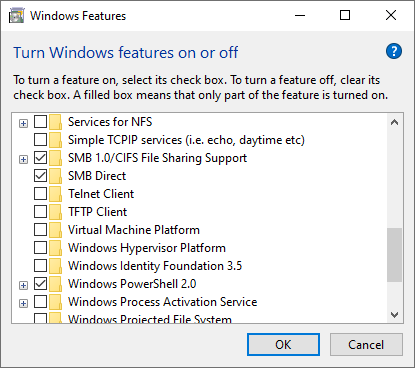 Windows Features
Turn Windows features on or off
To turn a feature on, select its check box. To turn a feature off, clear its
check box. A filled box means that only part of the feature is turned on.
Services for NFS
Simple TCPIP services (i.e. echo, daytime etc)
SMB 1.0/CIFS File Sharing Support
SMB Direct
Telnet Client
TFTP Client
Virtual Machine Platform
Windows Hypervisor Platform
Windows Identity Foundation 3.5
Windows PowerShell 2.0
Windows Process Activation Service
Windows Projected File System
OK
Cancel